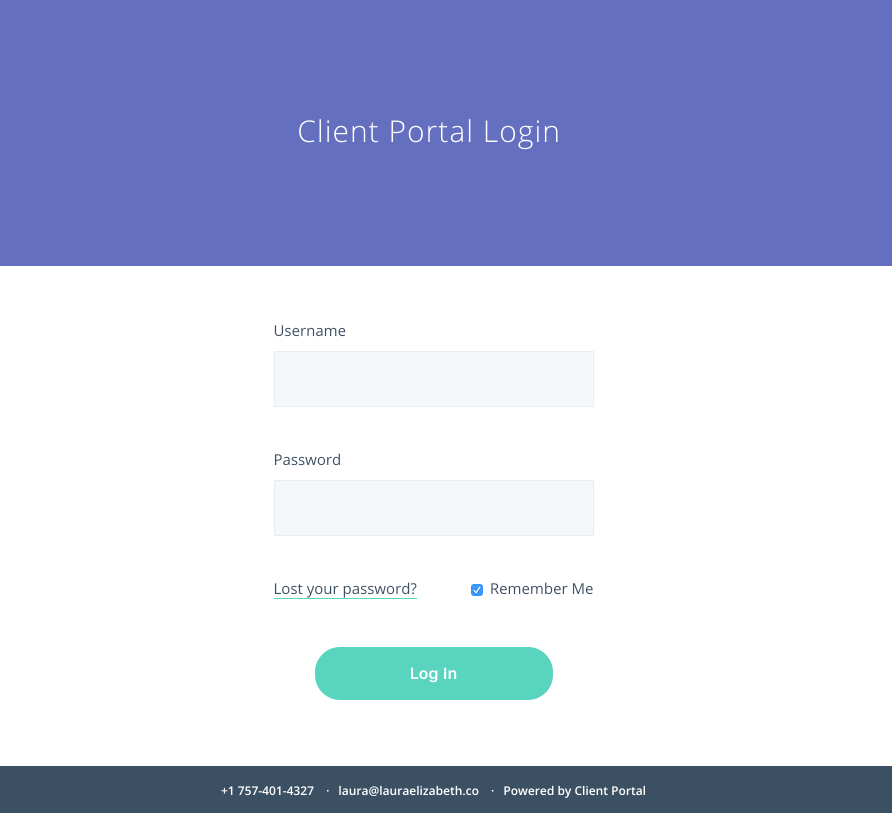 Client Portal Login
Username
Password
Lost your password? Remember Me
Log In
+1 757-401-4327 · laura@lauraelizabeth.co · Powered by Client Portal